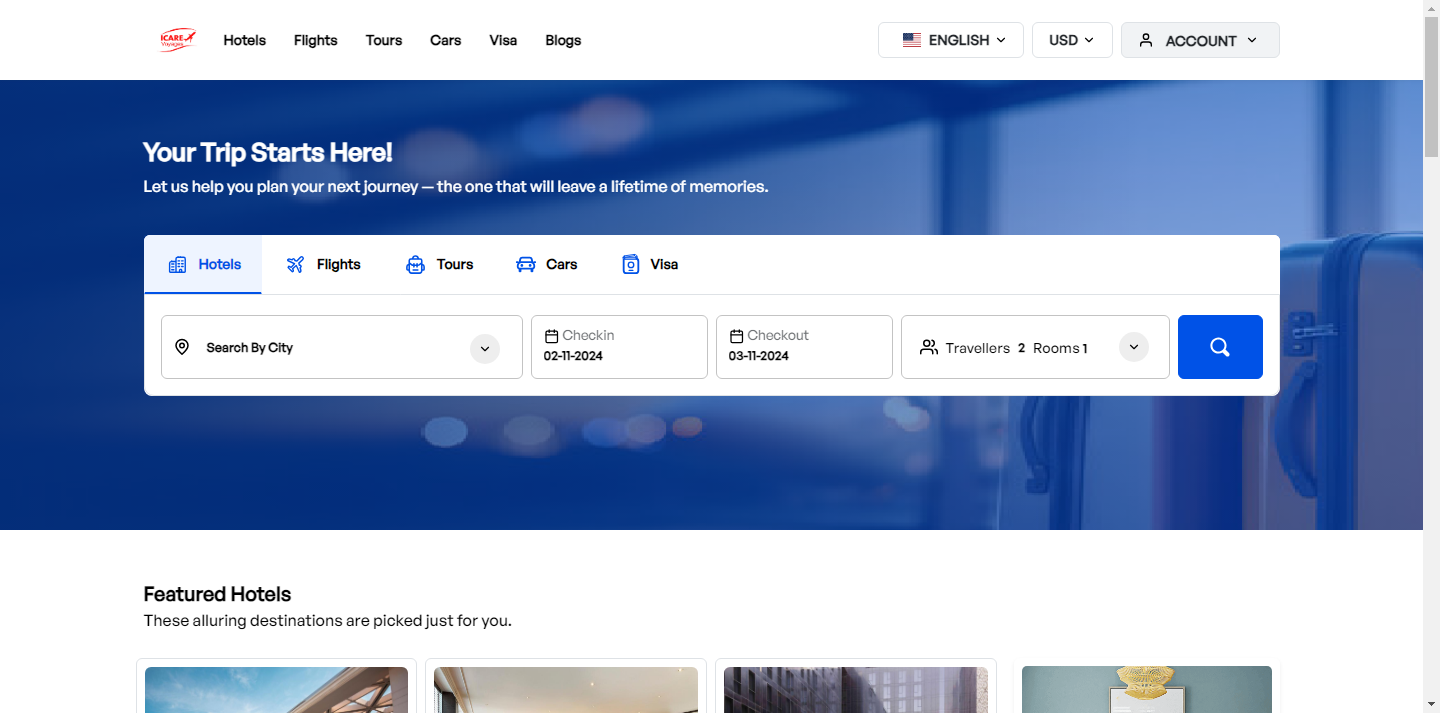 ICARE
Voyages
Hotels Flights Tours Cars Visa Blogs
ENGLISH USD ACCOUNT
Your Trip Starts Here!
Let us help you plan your next journey — the one that will leave a lifetime of memories.
Hotels Flights Tours Cars Visa
Search By City
Checkin
02-11-2024
Checkout
03-11-2024
Travellers 2 Rooms 1
Featured Hotels
These alluring destinations are picked just for you.